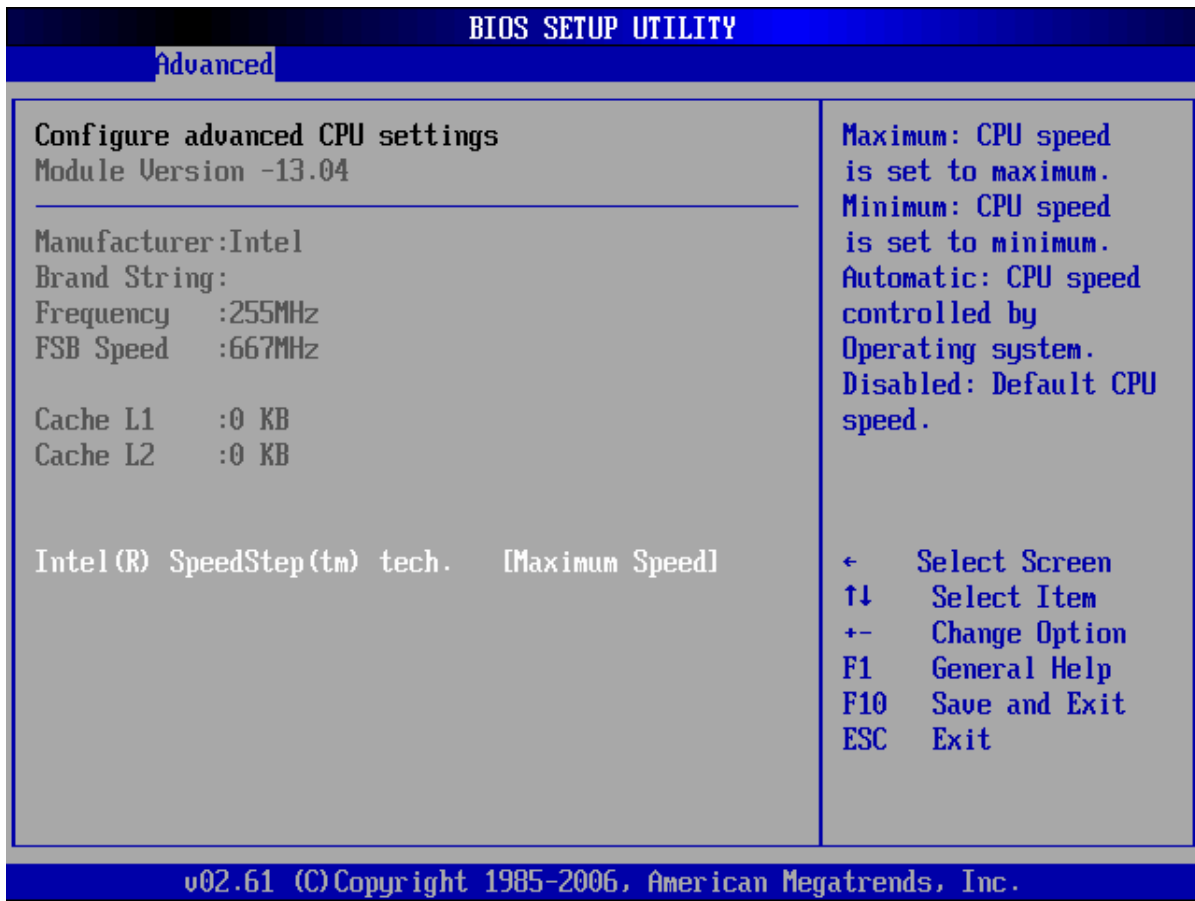 BIOS SETUP UTILITY
Advanced
Configure advanced CPU settings
Module Version -13.04
Manufacturer:Intel
Brand String:
Frequency :255MHz
FSB Speed :667MHz
Cache L1 :0 KB
Cache L2 :0 KB
Intel(R) SpeedStep(tm) tech. [Maximum Speed]
Maximum: CPU speed
is set to maximum.
Minimum: CPU speed
is set to minimum.
Automatic: CPU speed
controlled by
Operating system.
Disabled: Default CPU
speed.
← Select Screen
↑↓ Select Item
+- Change Option
F1 General Help
F10 Save and Exit
ESC Exit
v02.61 (C)Copyright 1985-2006, American Megatrends, Inc.